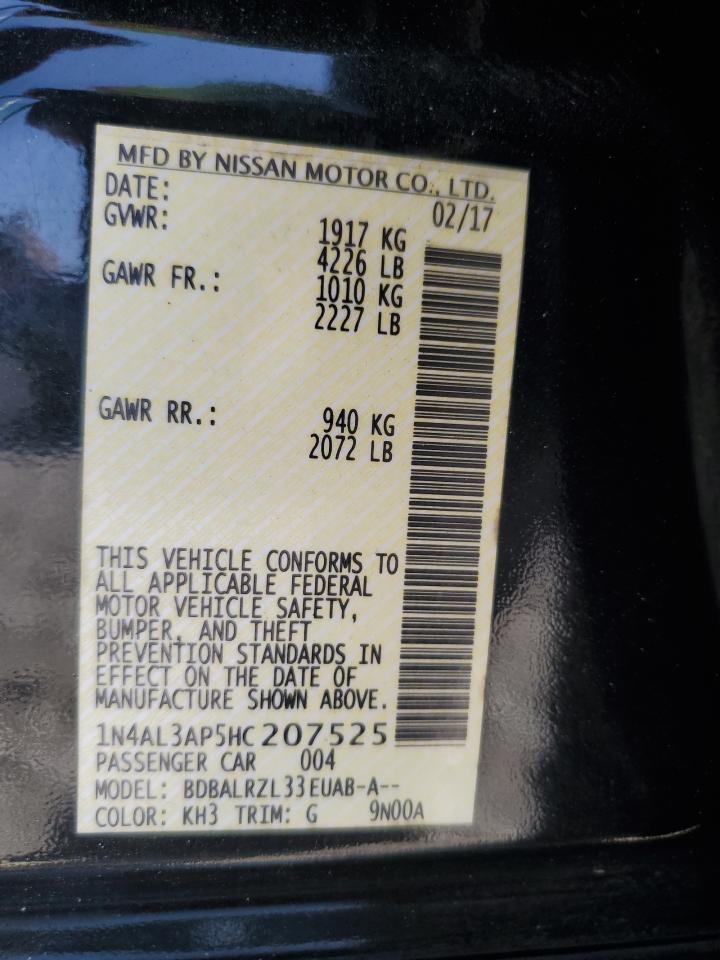 MFD BY NISSAN MOTOR CO., LTD.
DATE: 02/17
GVWR: 1917 KG
4226 LB
GAWR FR.: 1010 KG
2227 LB
GAWR RR.: 940 KG
2072 LB
THIS VEHICLE CONFORMS TO
ALL APPLICABLE FEDERAL
MOTOR VEHICLE SAFETY,
BUMPER, AND THEFT
PREVENTION STANDARDS IN
EFFECT ON THE DATE OF
MANUFACTURE SHOWN ABOVE.
1N4AL3AP5HC207525
PASSENGER CAR 004
MODEL: BDBALRZL33EUAB-A--
COLOR: KH3 TRIM: G 9N00A